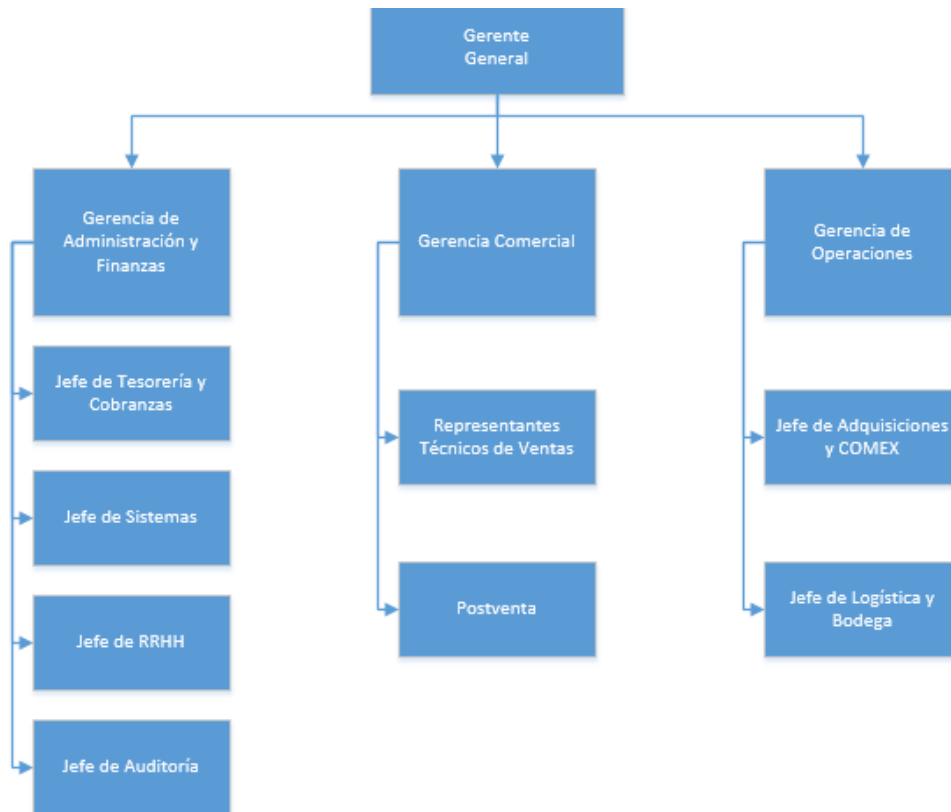 Gerente
General
Gerencia de
Administración y
Finanzas
Gerencia Comercial
Gerencia de
Operaciones
Jefe de Tesorería y
Cobranzas
Jefe de Sistemas
Jefe de RRHH
Jefe de Auditoría
Representantes
Técnicos de Ventas
Postventa
Jefe de Adquisiciones
y COMEX
Jefe de Logística y
Bodega